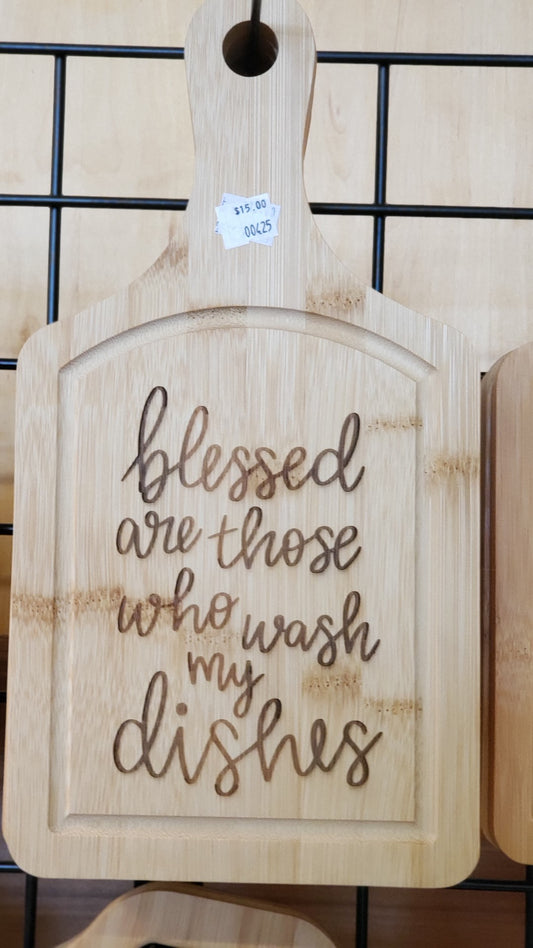 $15.00
00425
blessed
are those
who wash
my
dishes